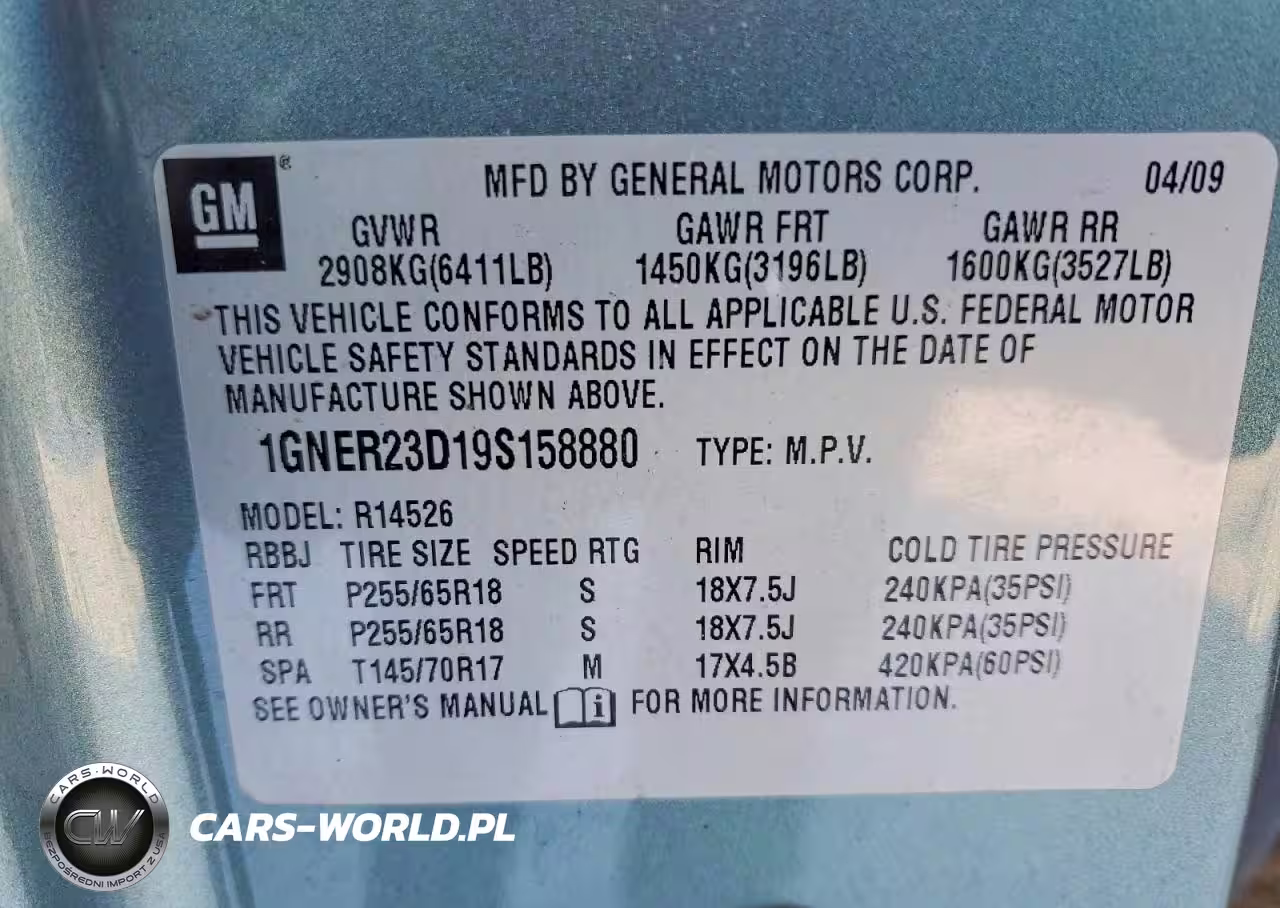 GM ® MFD BY GENERAL MOTORS CORP. 04/09
GVWR GAWR FRT GAWR RR
2908KG(6411LB) 1450KG(3196LB) 1600KG(3527LB)
THIS VEHICLE CONFORMS TO ALL APPLICABLE U.S. FEDERAL MOTOR
VEHICLE SAFETY STANDARDS IN EFFECT ON THE DATE OF
MANUFACTURE SHOWN ABOVE.
1GNER23D19S158880 TYPE: M.P.V.
MODEL: R14526
RBBJ TIRE SIZE SPEED RTG RIM COLD TIRE PRESSURE
FRT P255/65R18 S 18X7.5J 240KPA(35PSI)
RR P255/65R18 S 18X7.5J 240KPA(35PSI)
SPA T145/70R17 M 17X4.5B 420KPA(60PSI)
SEE OWNER'S MANUAL i FOR MORE INFORMATION.
CARS-WORLD
CW
BEZPOŚREDNI IMPORT Z USA
CARS-WORLD.PL